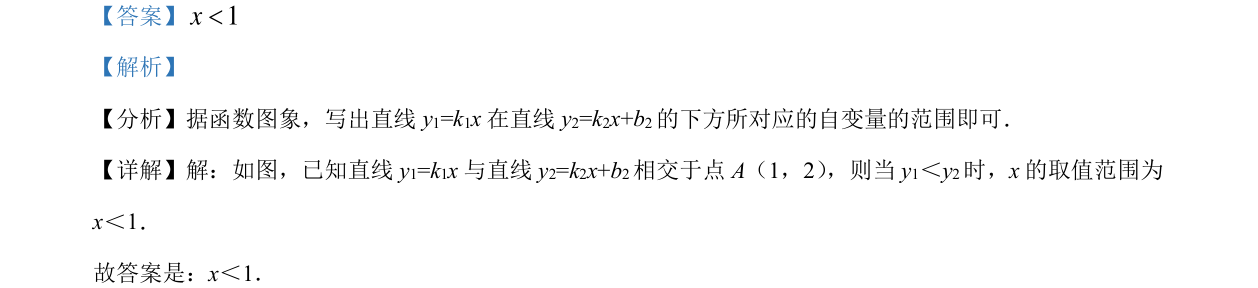 【答案】x<1
【解析】
【分析】据函数图象，写出直线 y₁=k₁x 在直线 y₂=k₂x+b₂ 的下方所对应的自变量的范围即可．
【详解】解：如图，已知直线 y₁=k₁x 与直线 y₂=k₂x+b₂ 相交于点 A（1，2），则当 y₁＜y₂ 时，x 的取值范围为
x＜1．
故答案是：x＜1．